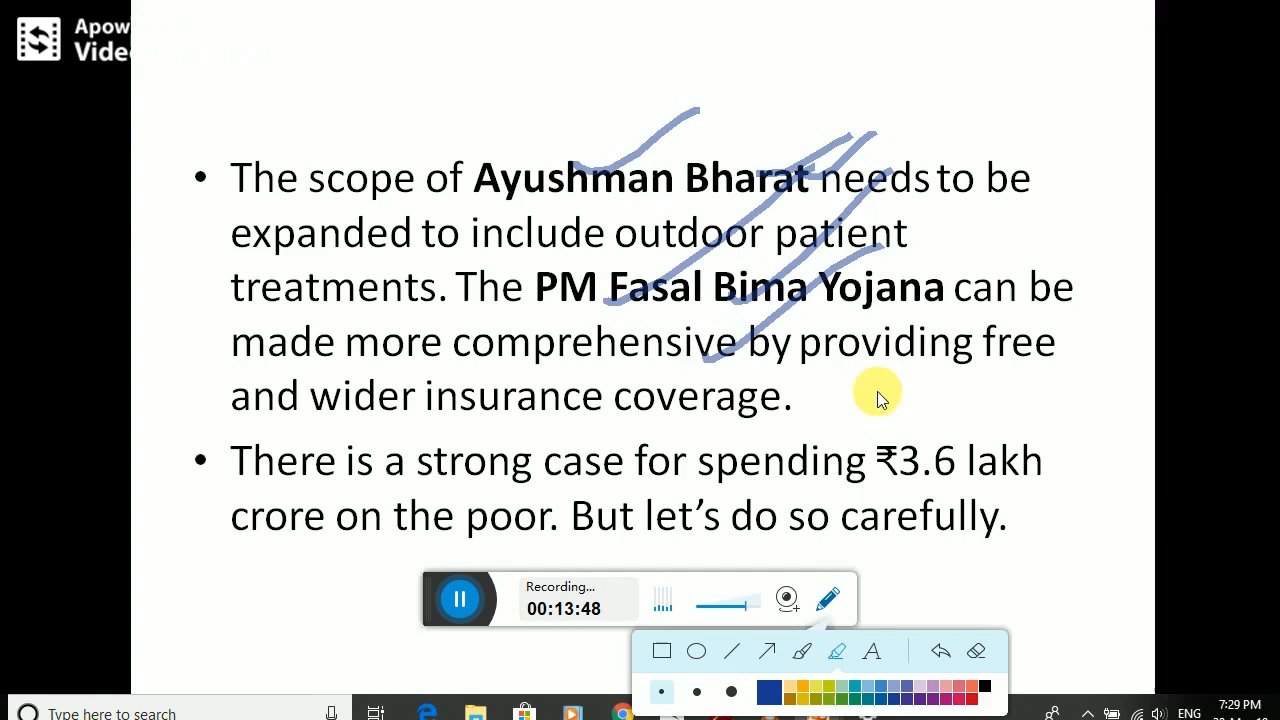 Apow
Vide
• The scope of Ayushman Bharat needs to be
expanded to include outdoor patient
treatments. The PM Fasal Bima Yojana can be
made more comprehensive by providing free
and wider insurance coverage.
• There is a strong case for spending ₹3.6 lakh
crore on the poor. But let’s do so carefully.
Recording...
00:13:48
A
Type here to search
ENG
7:29 PM